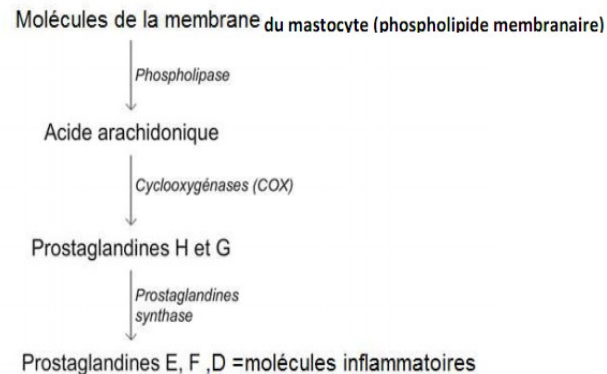 Molécules de la membrane du mastocyte (phospholipide membranaire)
Phospholipase
Acide arachidonique
Cyclooxygénases (COX)
Prostaglandines H et G
Prostaglandines
synthase
Prostaglandines E, F ,D =molécules inflammatoires